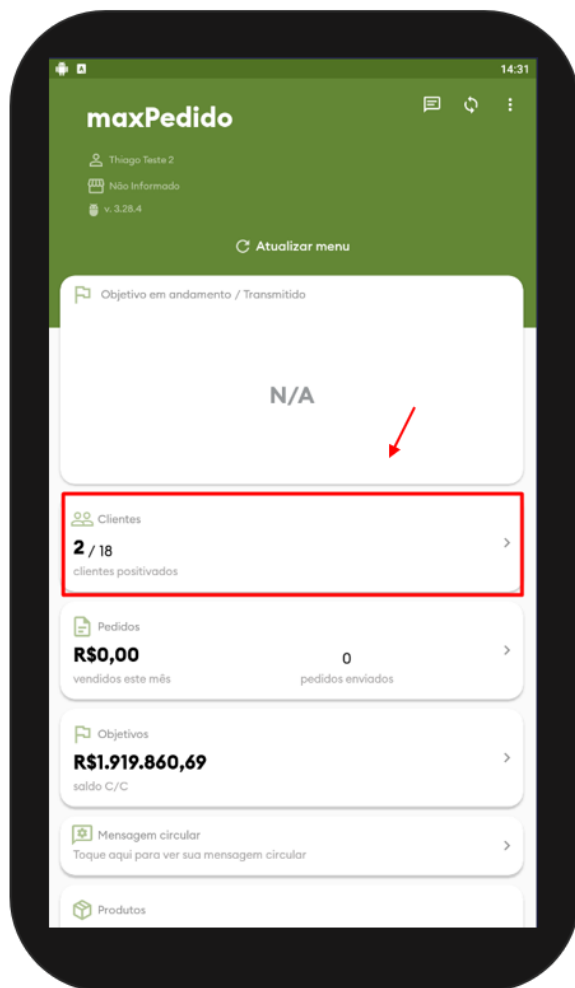 14:31
maxPedido
Thiago Teste 2
Não Informado
v. 3.28.4
Atualizar menu
Objetivo em andamento / Transmitido
N/A
Clientes
2 / 18
clientes positivados
Pedidos
R$0,00
0
vendidos este mês
pedidos enviados
Objetivos
R$1.919.860,69
saldo C/C
Mensagem circular
Toque aqui para ver sua mensagem circular
Produtos